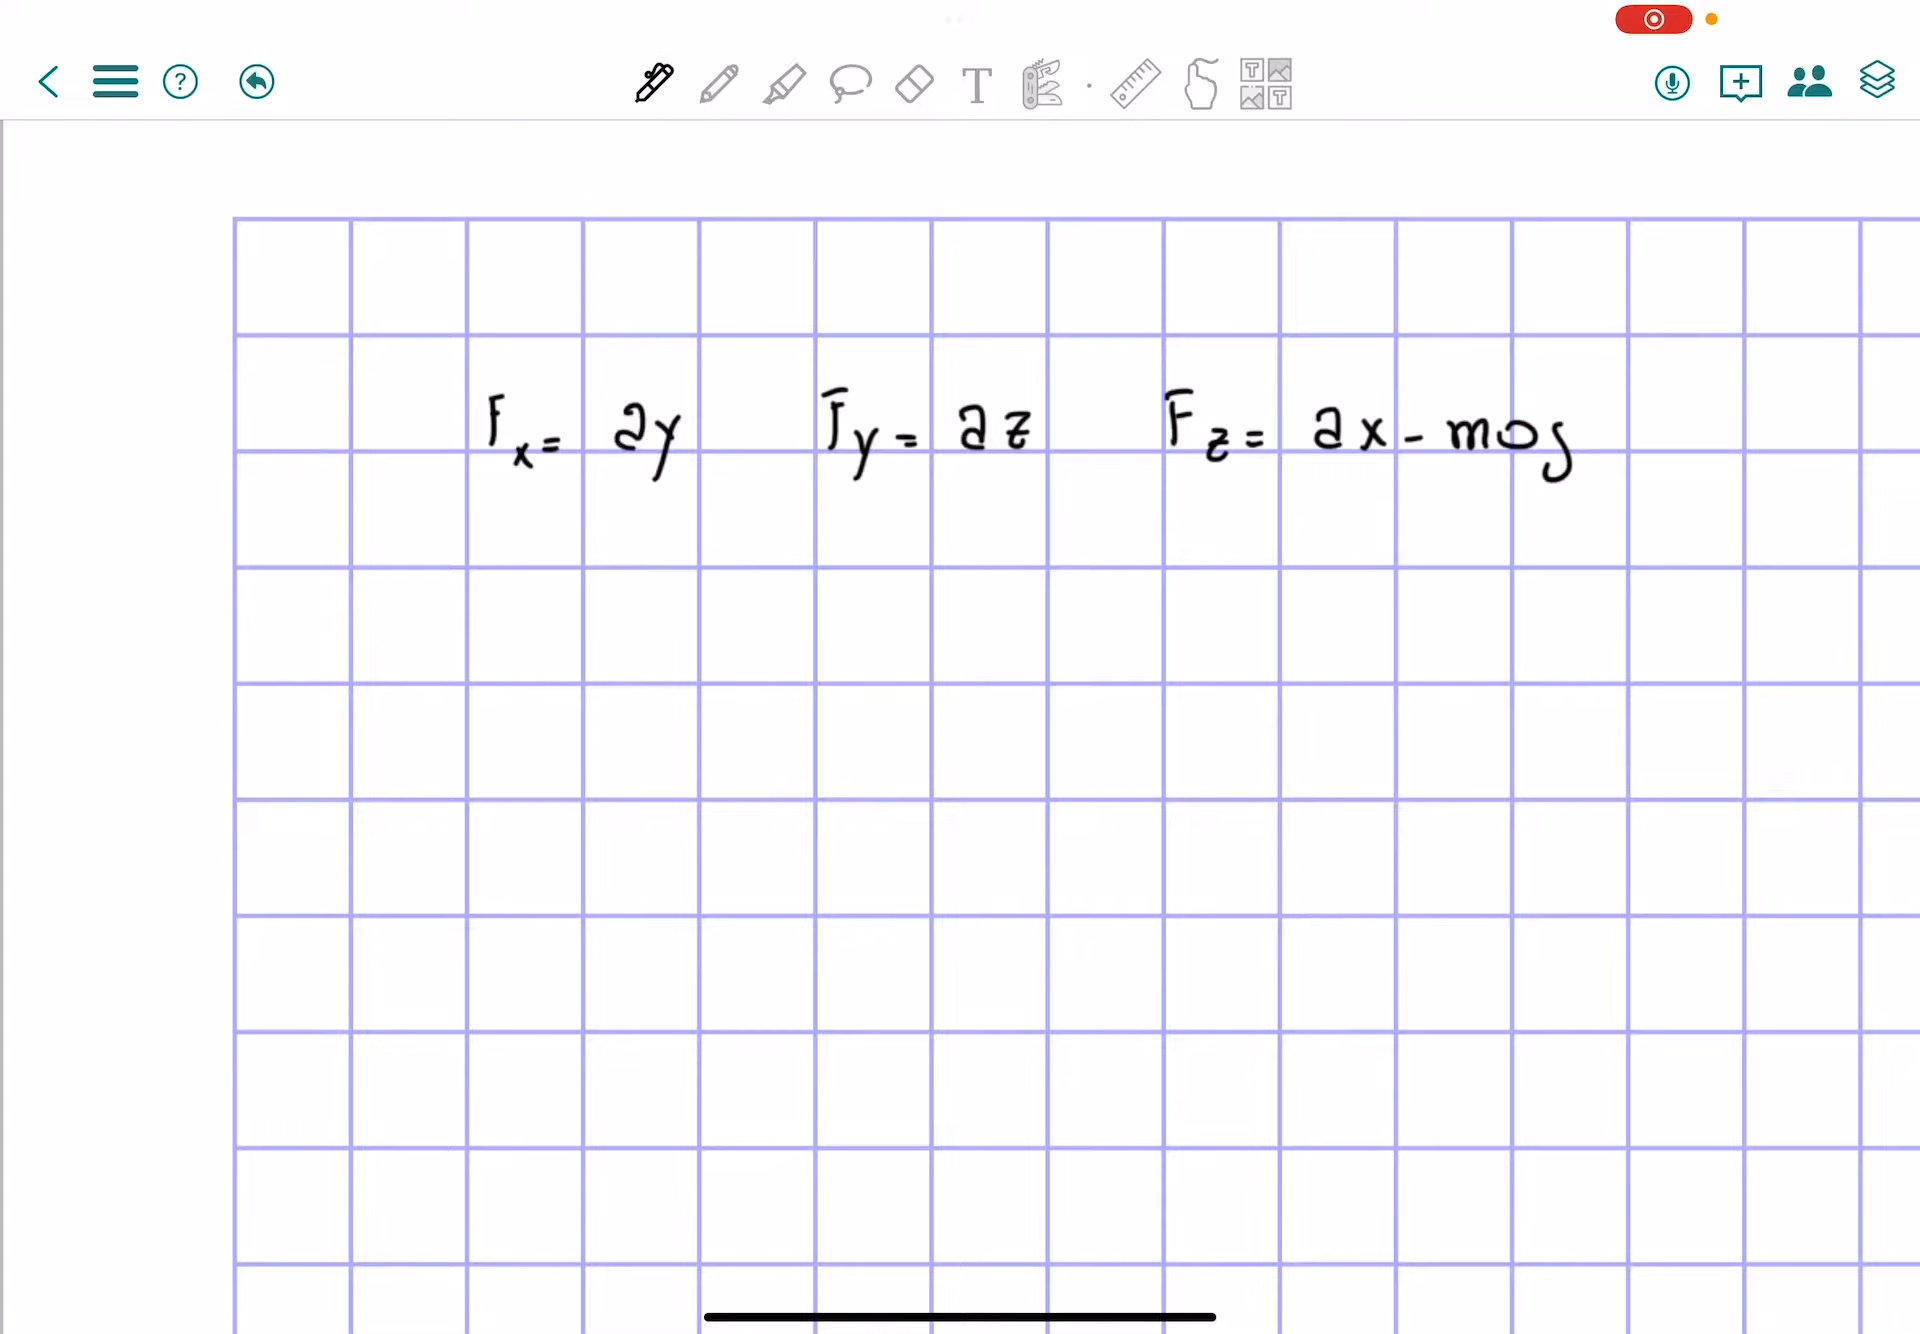 Fx = ay Fy = az Fz = ax - mog